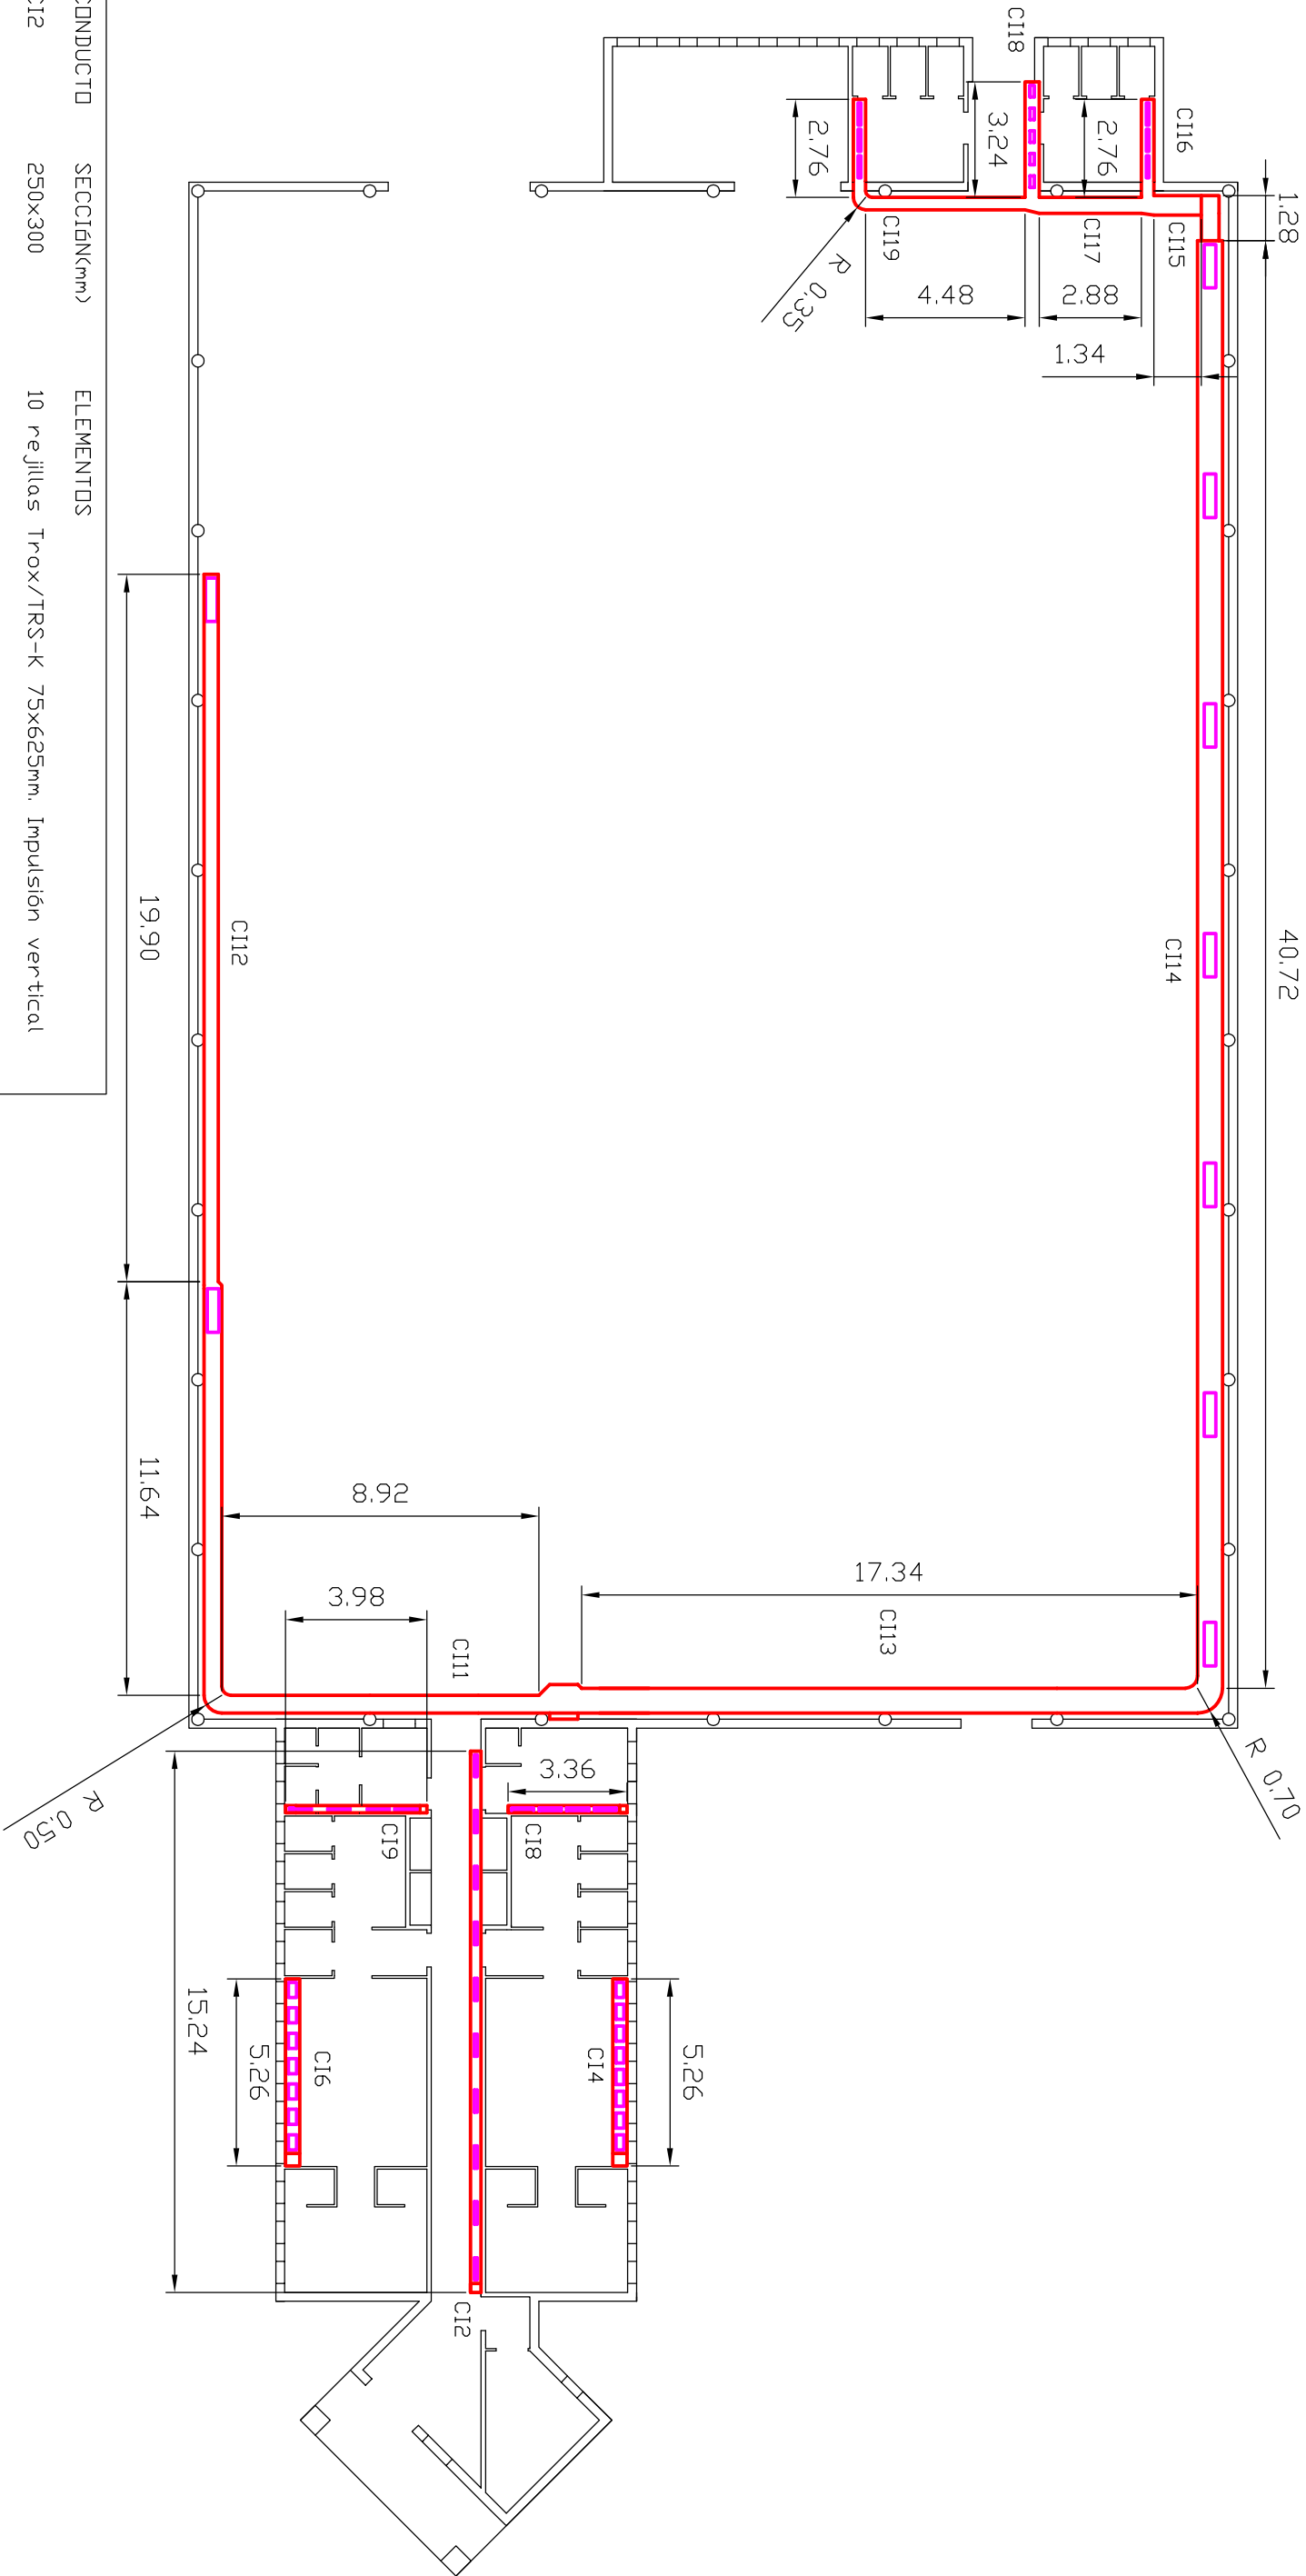 CI18
3.24
2.76
2.76
CI16
1.28
CI19
CI17
CI15
R 0.35
4.48
2.88
1.34
40.72
CI14
CI12
19.90
11.64
8.92
17.34
3.98
CI13
CI11
R 0.50
R 0.70
3.36
CI9
CI8
15.24
5.26
CI6
CI4
5.26
CI2
CONDUCTO SECCIóN(mm) ELEMENTOS
CI2 250x300 10 rejillas Trox/TRS-K 75x625mm. Impulsión vertical